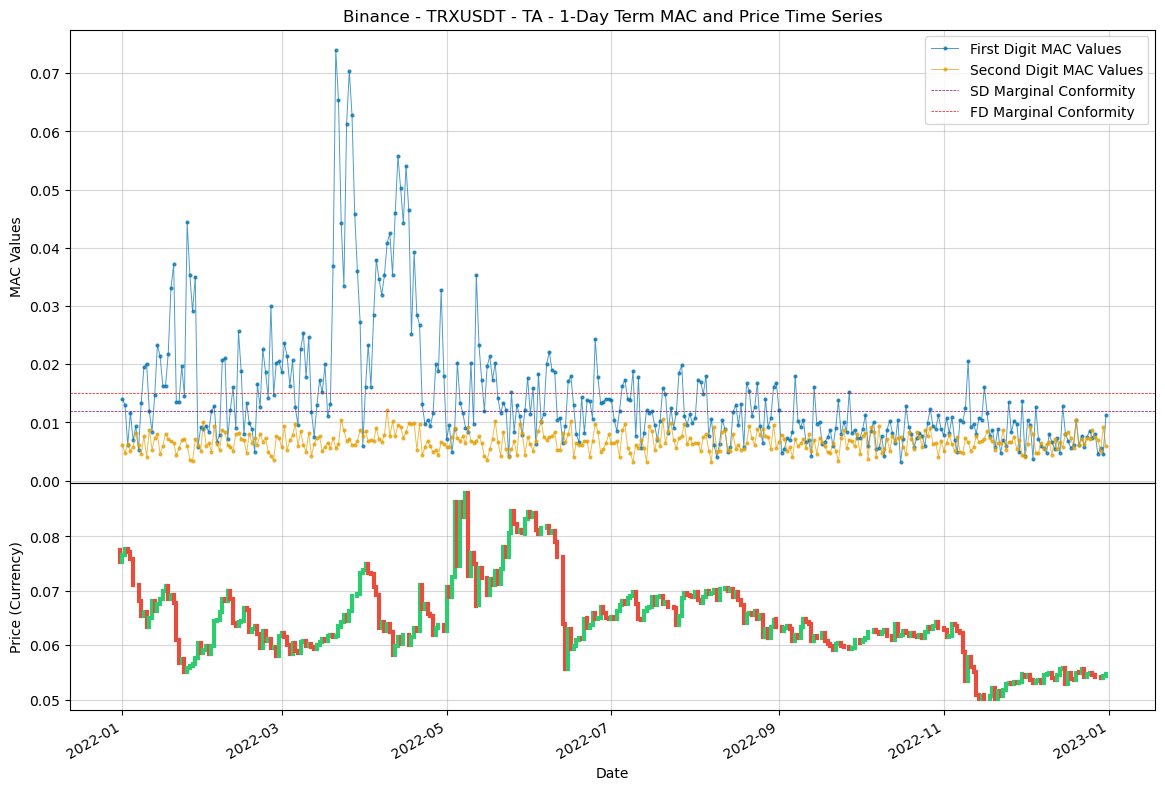 Binance - TRXUSDT - TA - 1-Day Term MAC and Price Time Series
First Digit MAC Values
Second Digit MAC Values
SD Marginal Conformity
FD Marginal Conformity
MAC Values
0.07
0.06
0.05
0.04
0.03
0.02
0.01
0.00
Price (Currency)
0.08
0.07
0.06
0.05
2022-01
2022-03
2022-05
2022-07
2022-09
2022-11
2023-01
Date